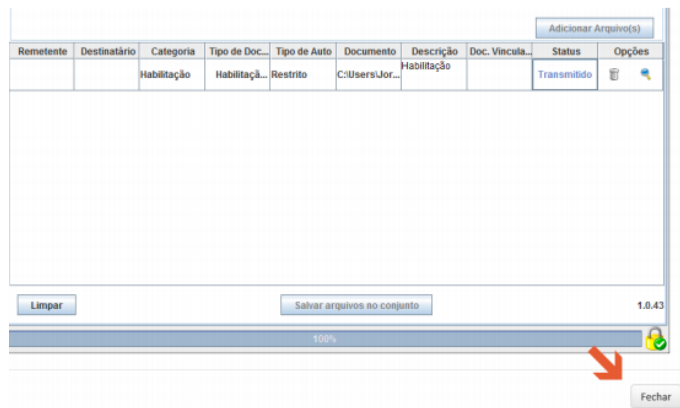 Adicionar Arquivo(s)
Remetente Destinatário Categoria Tipo de Doc... Tipo de Auto Documento Descrição Doc. Vincula... Status Opções
Habilitação Habilitaçã... Restrito C:\Users\Jor... Habilitação Transmitido
Limpar Salvar arquivos no conjunto 1.0.43
100%
Fechar